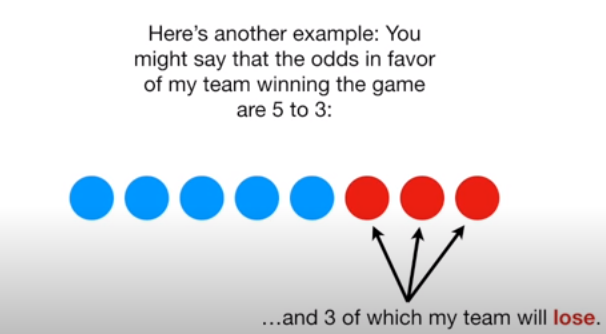 Here's another example: You
might say that the odds in favor
of my team winning the game
are 5 to 3:
...and 3 of which my team will lose.